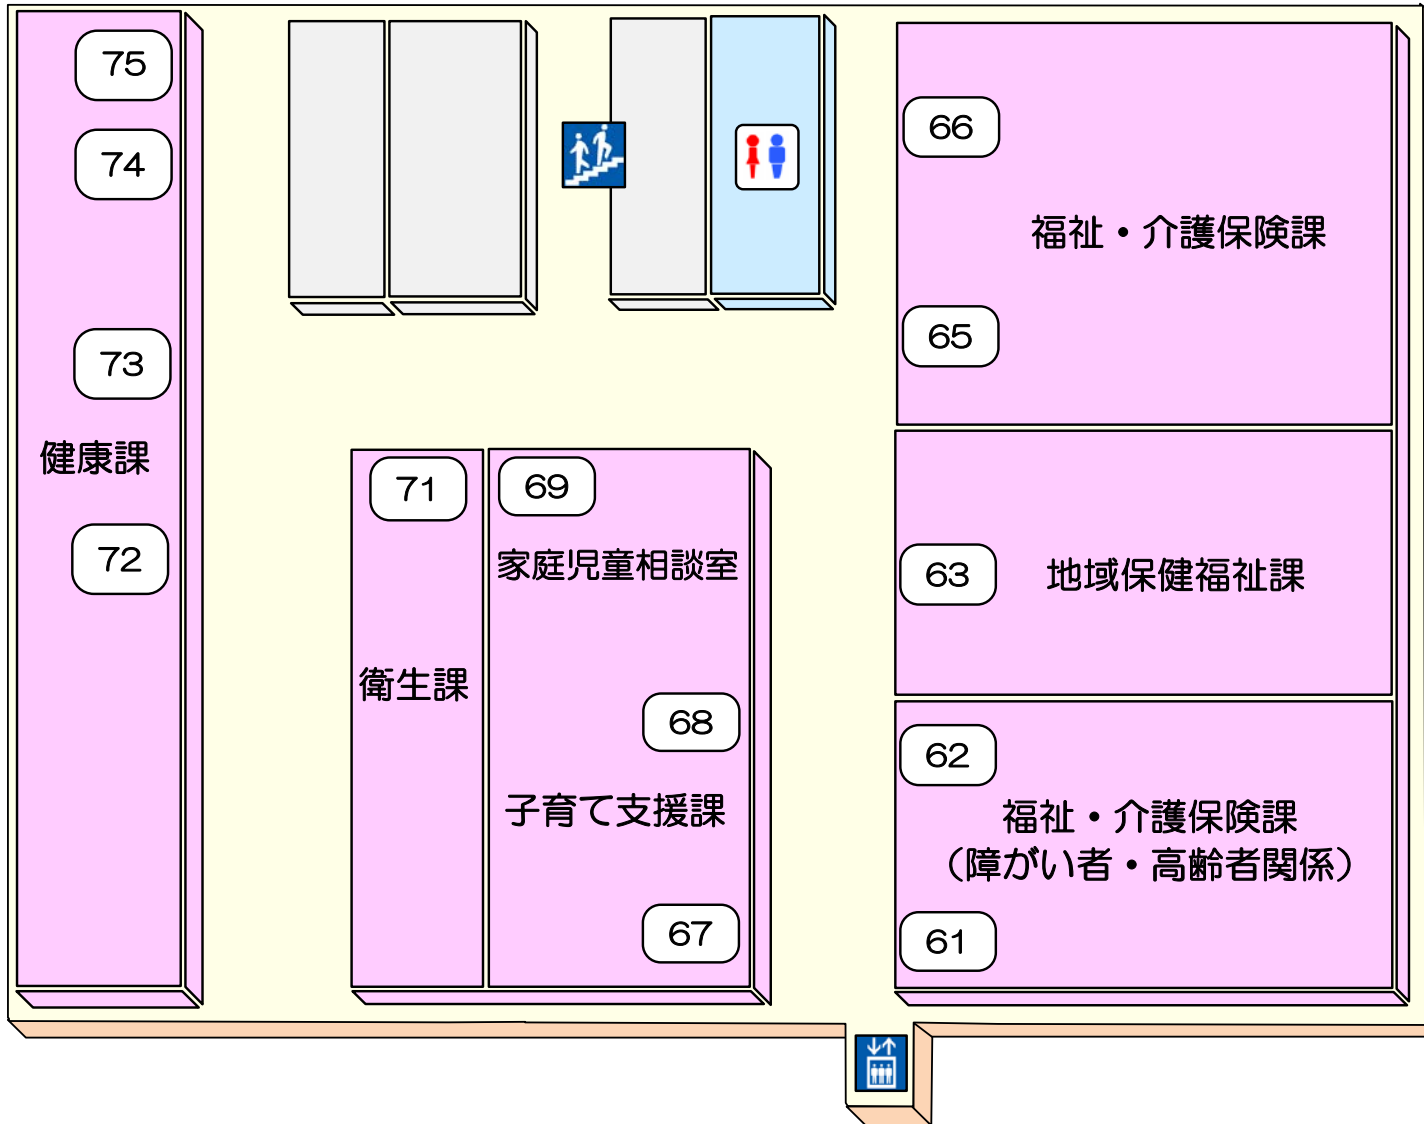 75
74
73
健康課
72
71
衛生課
69
家庭児童相談室
68
子育て支援課
67
66
福祉・介護保険課
65
63
地域保健福祉課
62
福祉・介護保険課
（障がい者・高齢者関係）
61